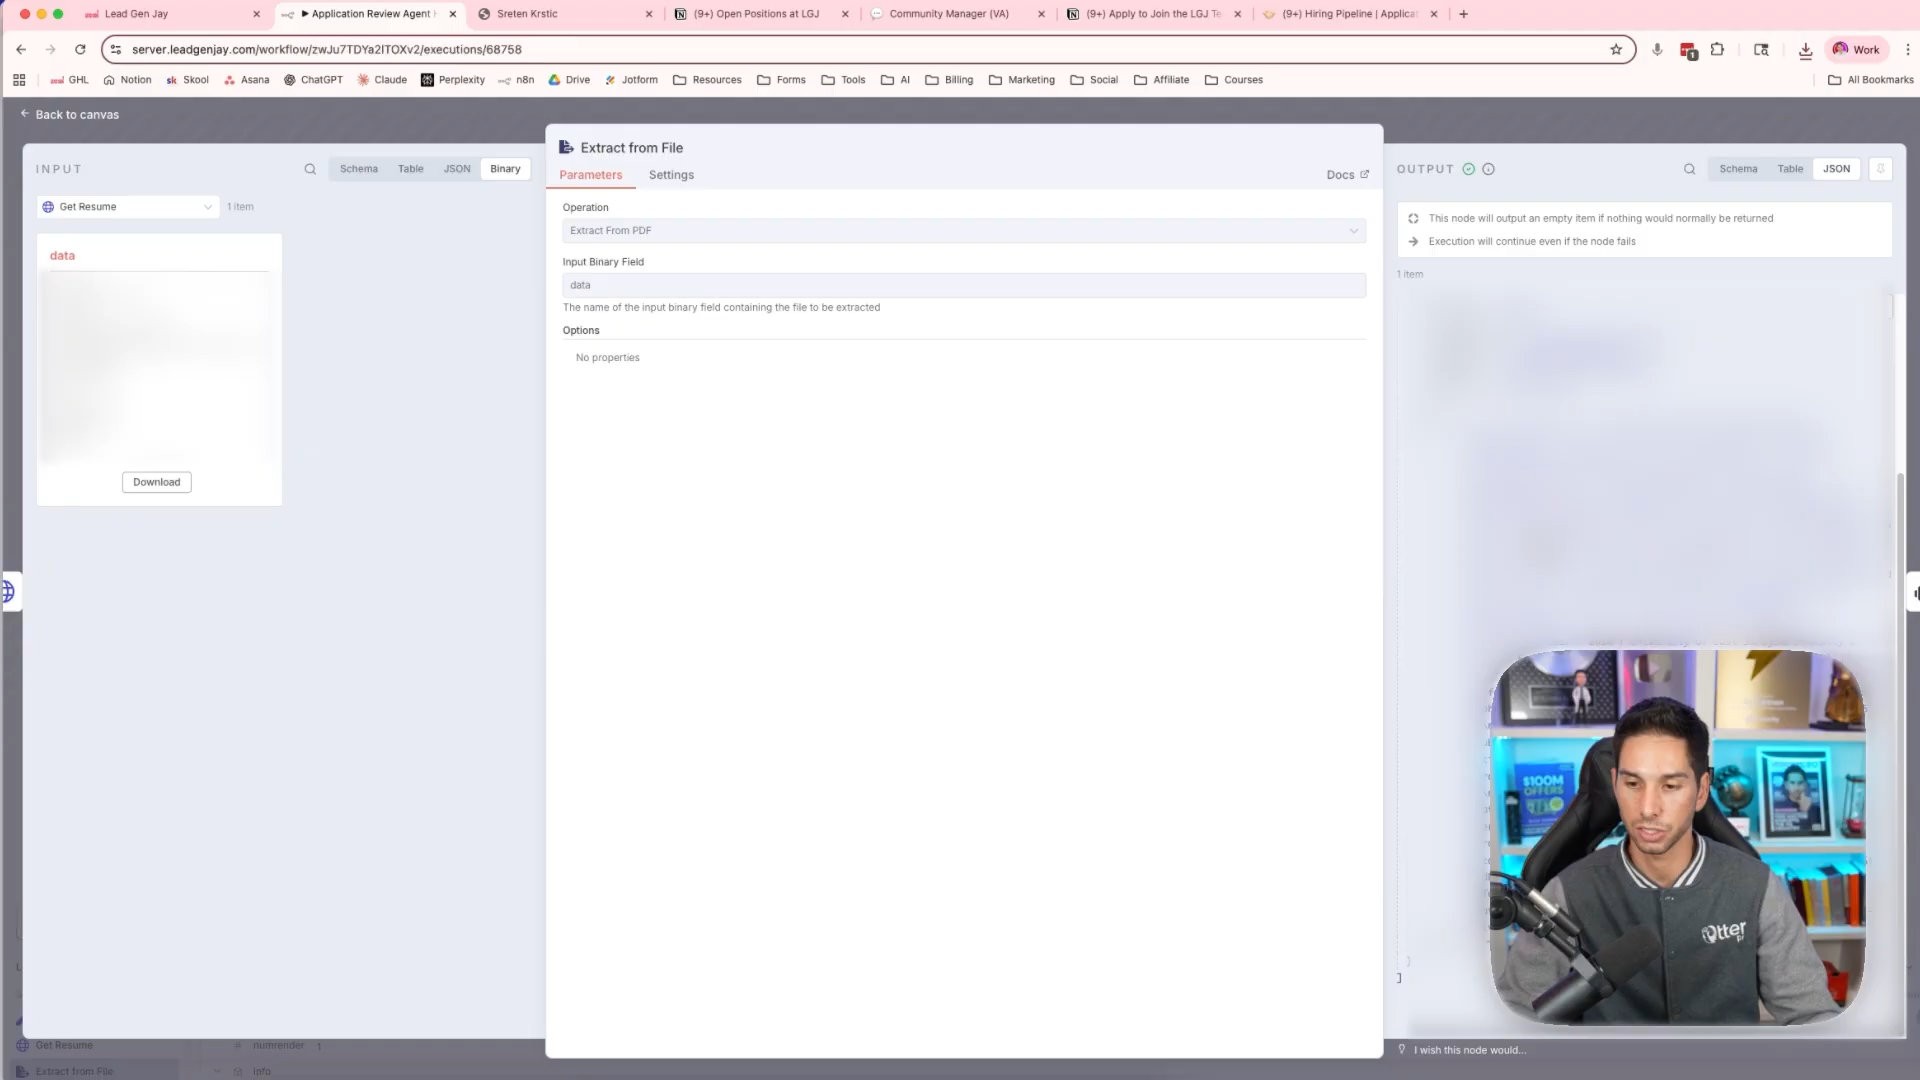 Lead Gen Jay
Application Review Agent
Sreten Krstic
(9+) Open Positions at LGJ
Community Manager (VA)
(9+) Apply to Join the LGJ Te
(9+) Hiring Pipeline | Applicat
server.leadgenjay.com/workflow/zwJu7TDYa2lTOXv2/executions/68758
1
Work
GHL
Notion
Skool
Asana
ChatGPT
Claude
Perplexity
n8n
Drive
Jotform
Resources
Forms
Tools
AI
Billing
Marketing
Social
Affiliate
Courses
All Bookmarks
Back to canvas
INPUT
Schema
Table
JSON
Binary
Get Resume
1 item
data
Download
Extract from File
Parameters
Settings
Docs
Operation
Extract From PDF
Input Binary Field
data
The name of the input binary field containing the file to be extracted
Options
No properties
OUTPUT
Schema
Table
JSON
This node will output an empty item if nothing would normally be returned
Execution will continue even if the node fails
1 item
]
$100M
OFFERS
Otter
I wish this node would...
Get Resume
numrender 1
Extract from File
info